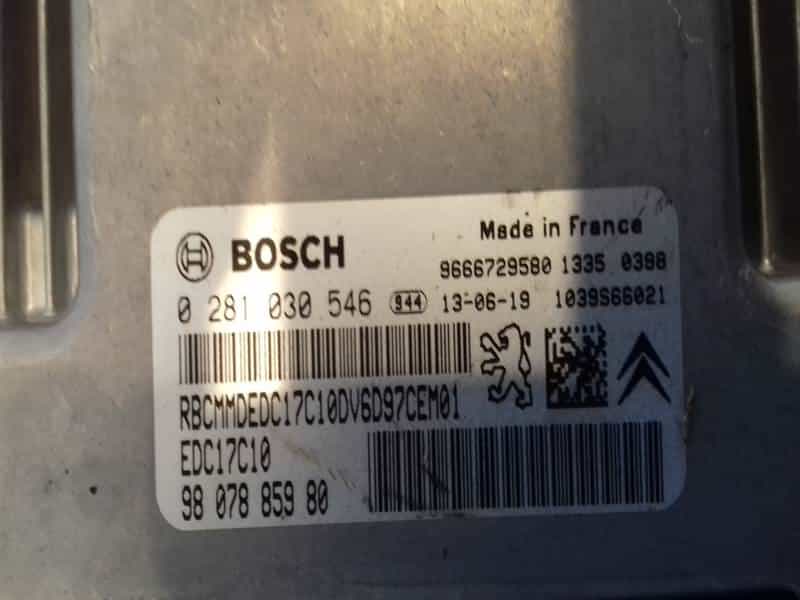 Made in France
BOSCH
9666729580 1335 0398
0 281 030 546 944 13-06-19 1039S66021
RBCMMDEDC17C10DV6D97CEM01
EDC17C10
98 078 859 80